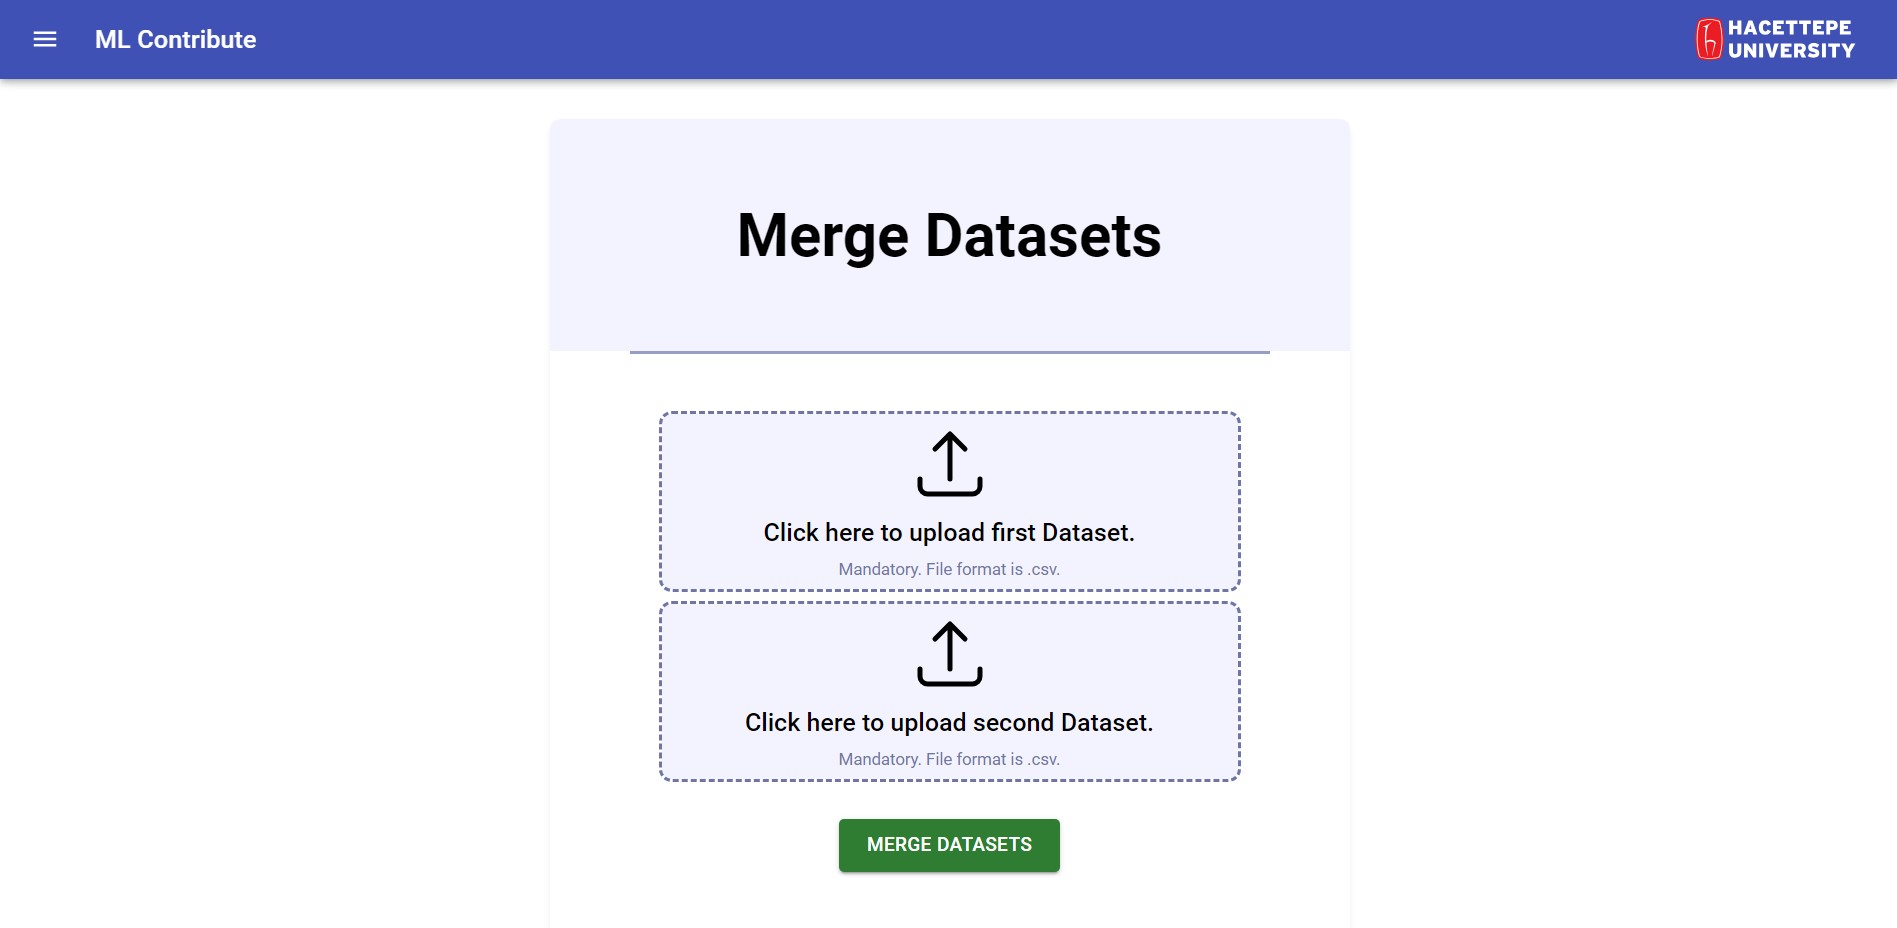 ML Contribute
HACETTEPE
UNIVERSITY
Merge Datasets
Click here to upload first Dataset.
Mandatory. File format is .csv.
Click here to upload second Dataset.
Mandatory. File format is .csv.
MERGE DATASETS